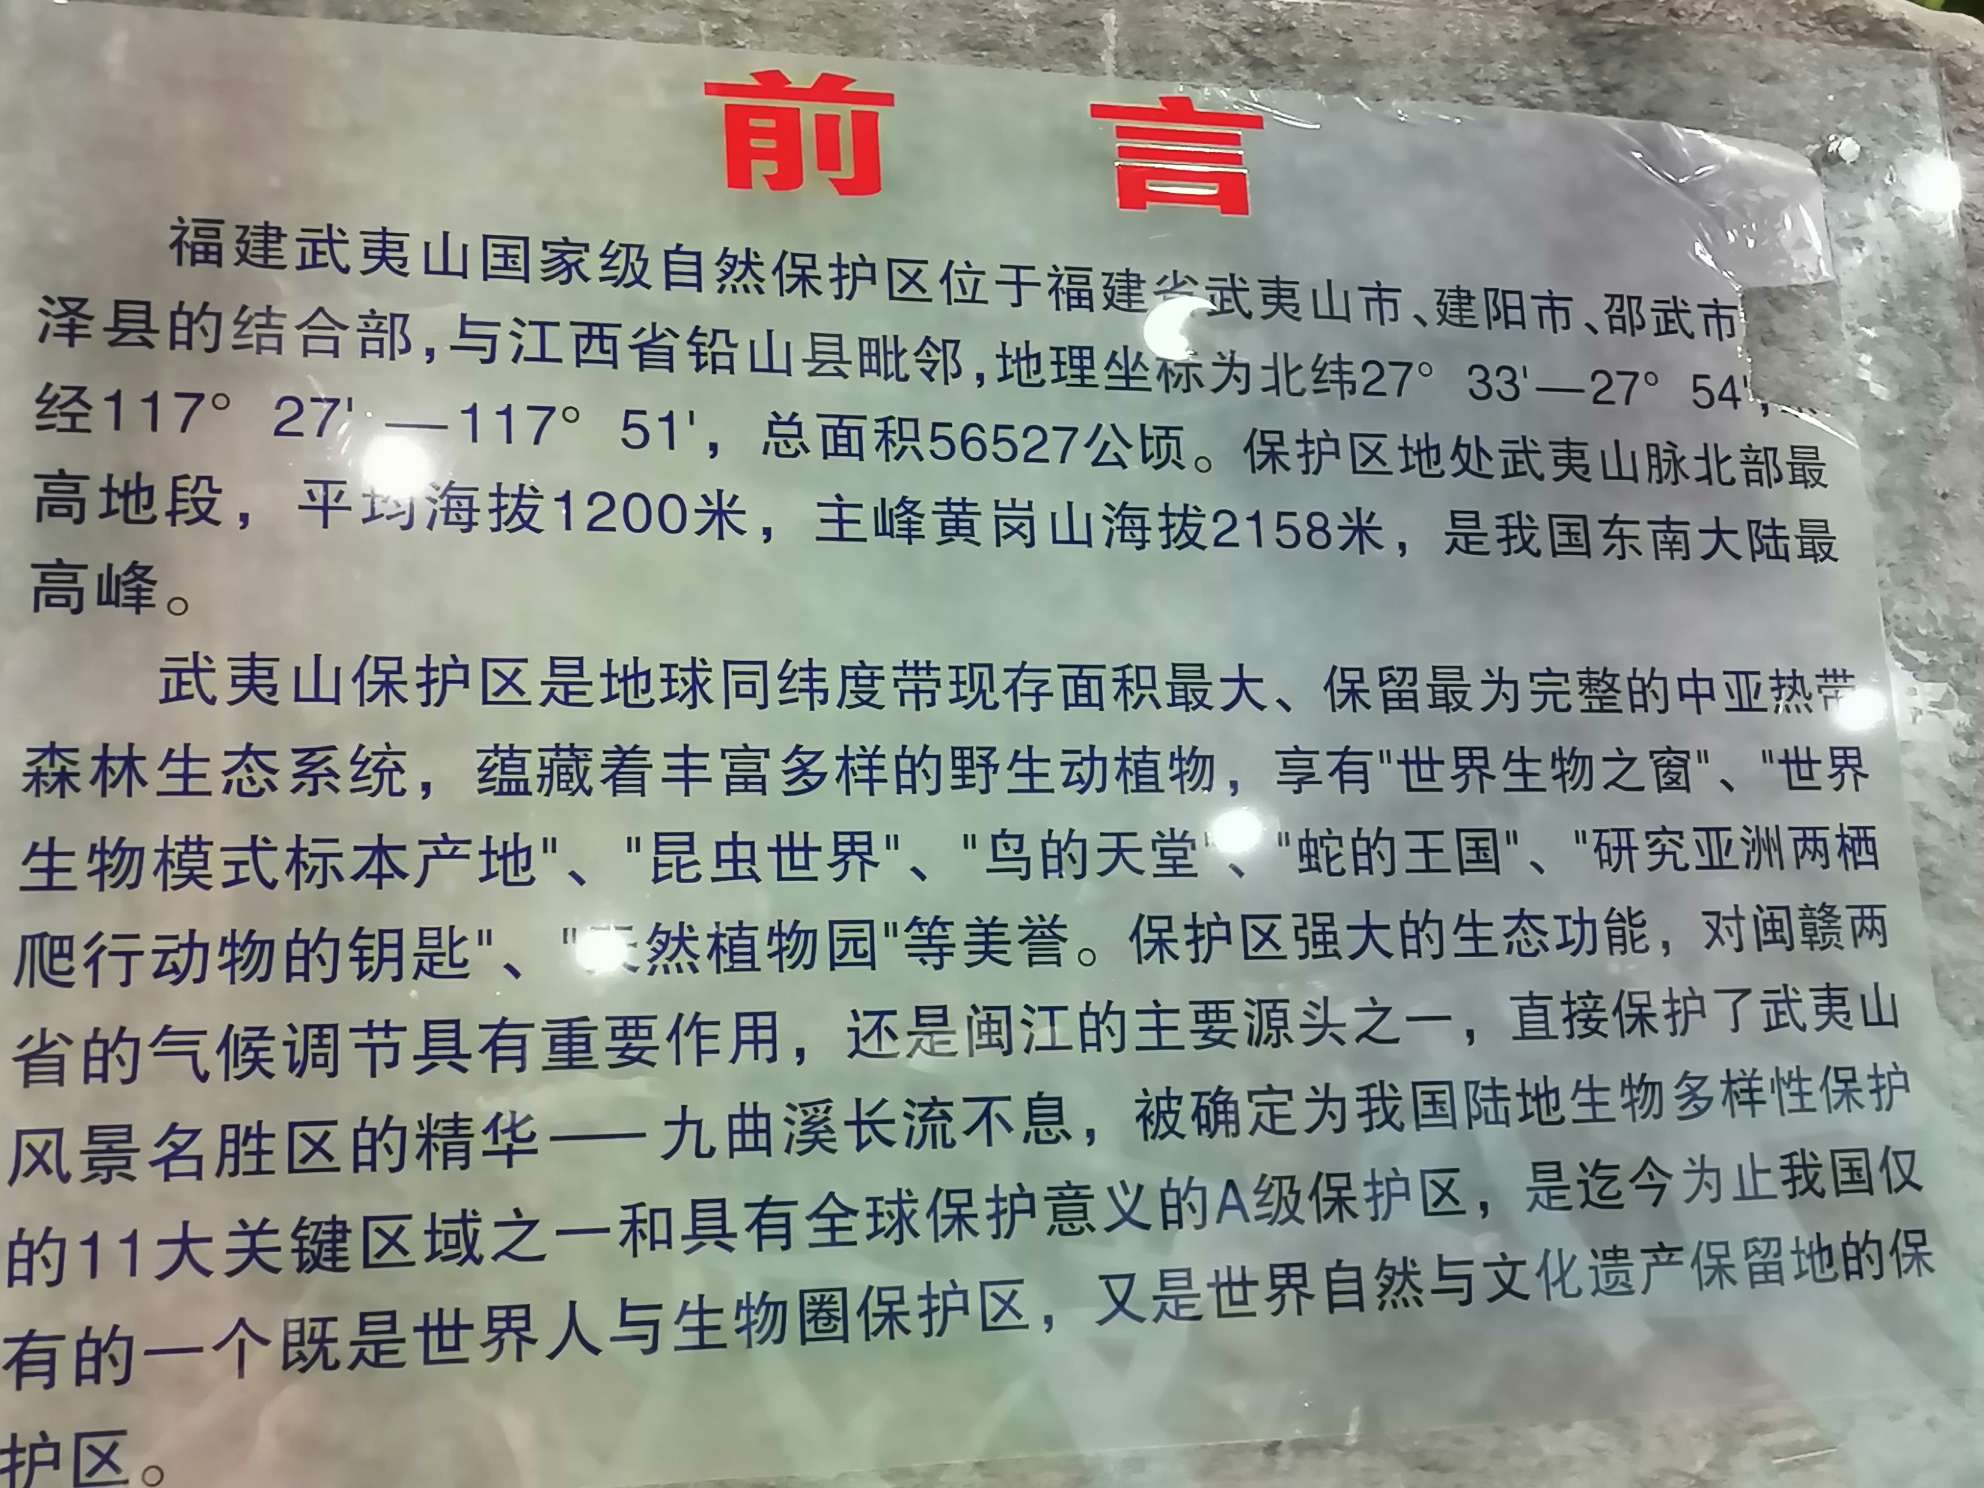 前言
福建武夷山国家级自然保护区位于福建省武夷山市、建阳市、邵武市
泽县的结合部,与江西省铅山县毗邻,地理坐标为北纬27°33'—27°54',
经117°27'—117°51'，总面积56527公顷。保护区地处武夷山脉北部最
高地段，平均海拔1200米，主峰黄岗山海拔2158米，是我国东南大陆最
高峰。
武夷山保护区是地球同纬度带现存面积最大、保留最为完整的中亚热带
森林生态系统，蕴藏着丰富多样的野生动植物，享有"世界生物之窗"、"世界
生物模式标本产地"、"昆虫世界"、"鸟的天堂"、"蛇的王国"、"研究亚洲两栖
爬行动物的钥匙"、"天然植物园"等美誉。保护区强大的生态功能，对闽赣两
省的气候调节具有重要作用，还是闽江的主要源头之一，直接保护了武夷山
风景名胜区的精华——九曲溪长流不息，被确定为我国陆地生物多样性保护
的11大关键区域之一和具有全球保护意义的A级保护区，是迄今为止我国仅
有的一个既是世界人与生物圈保护区，又是世界自然与文化遗产保留地的保
护区。